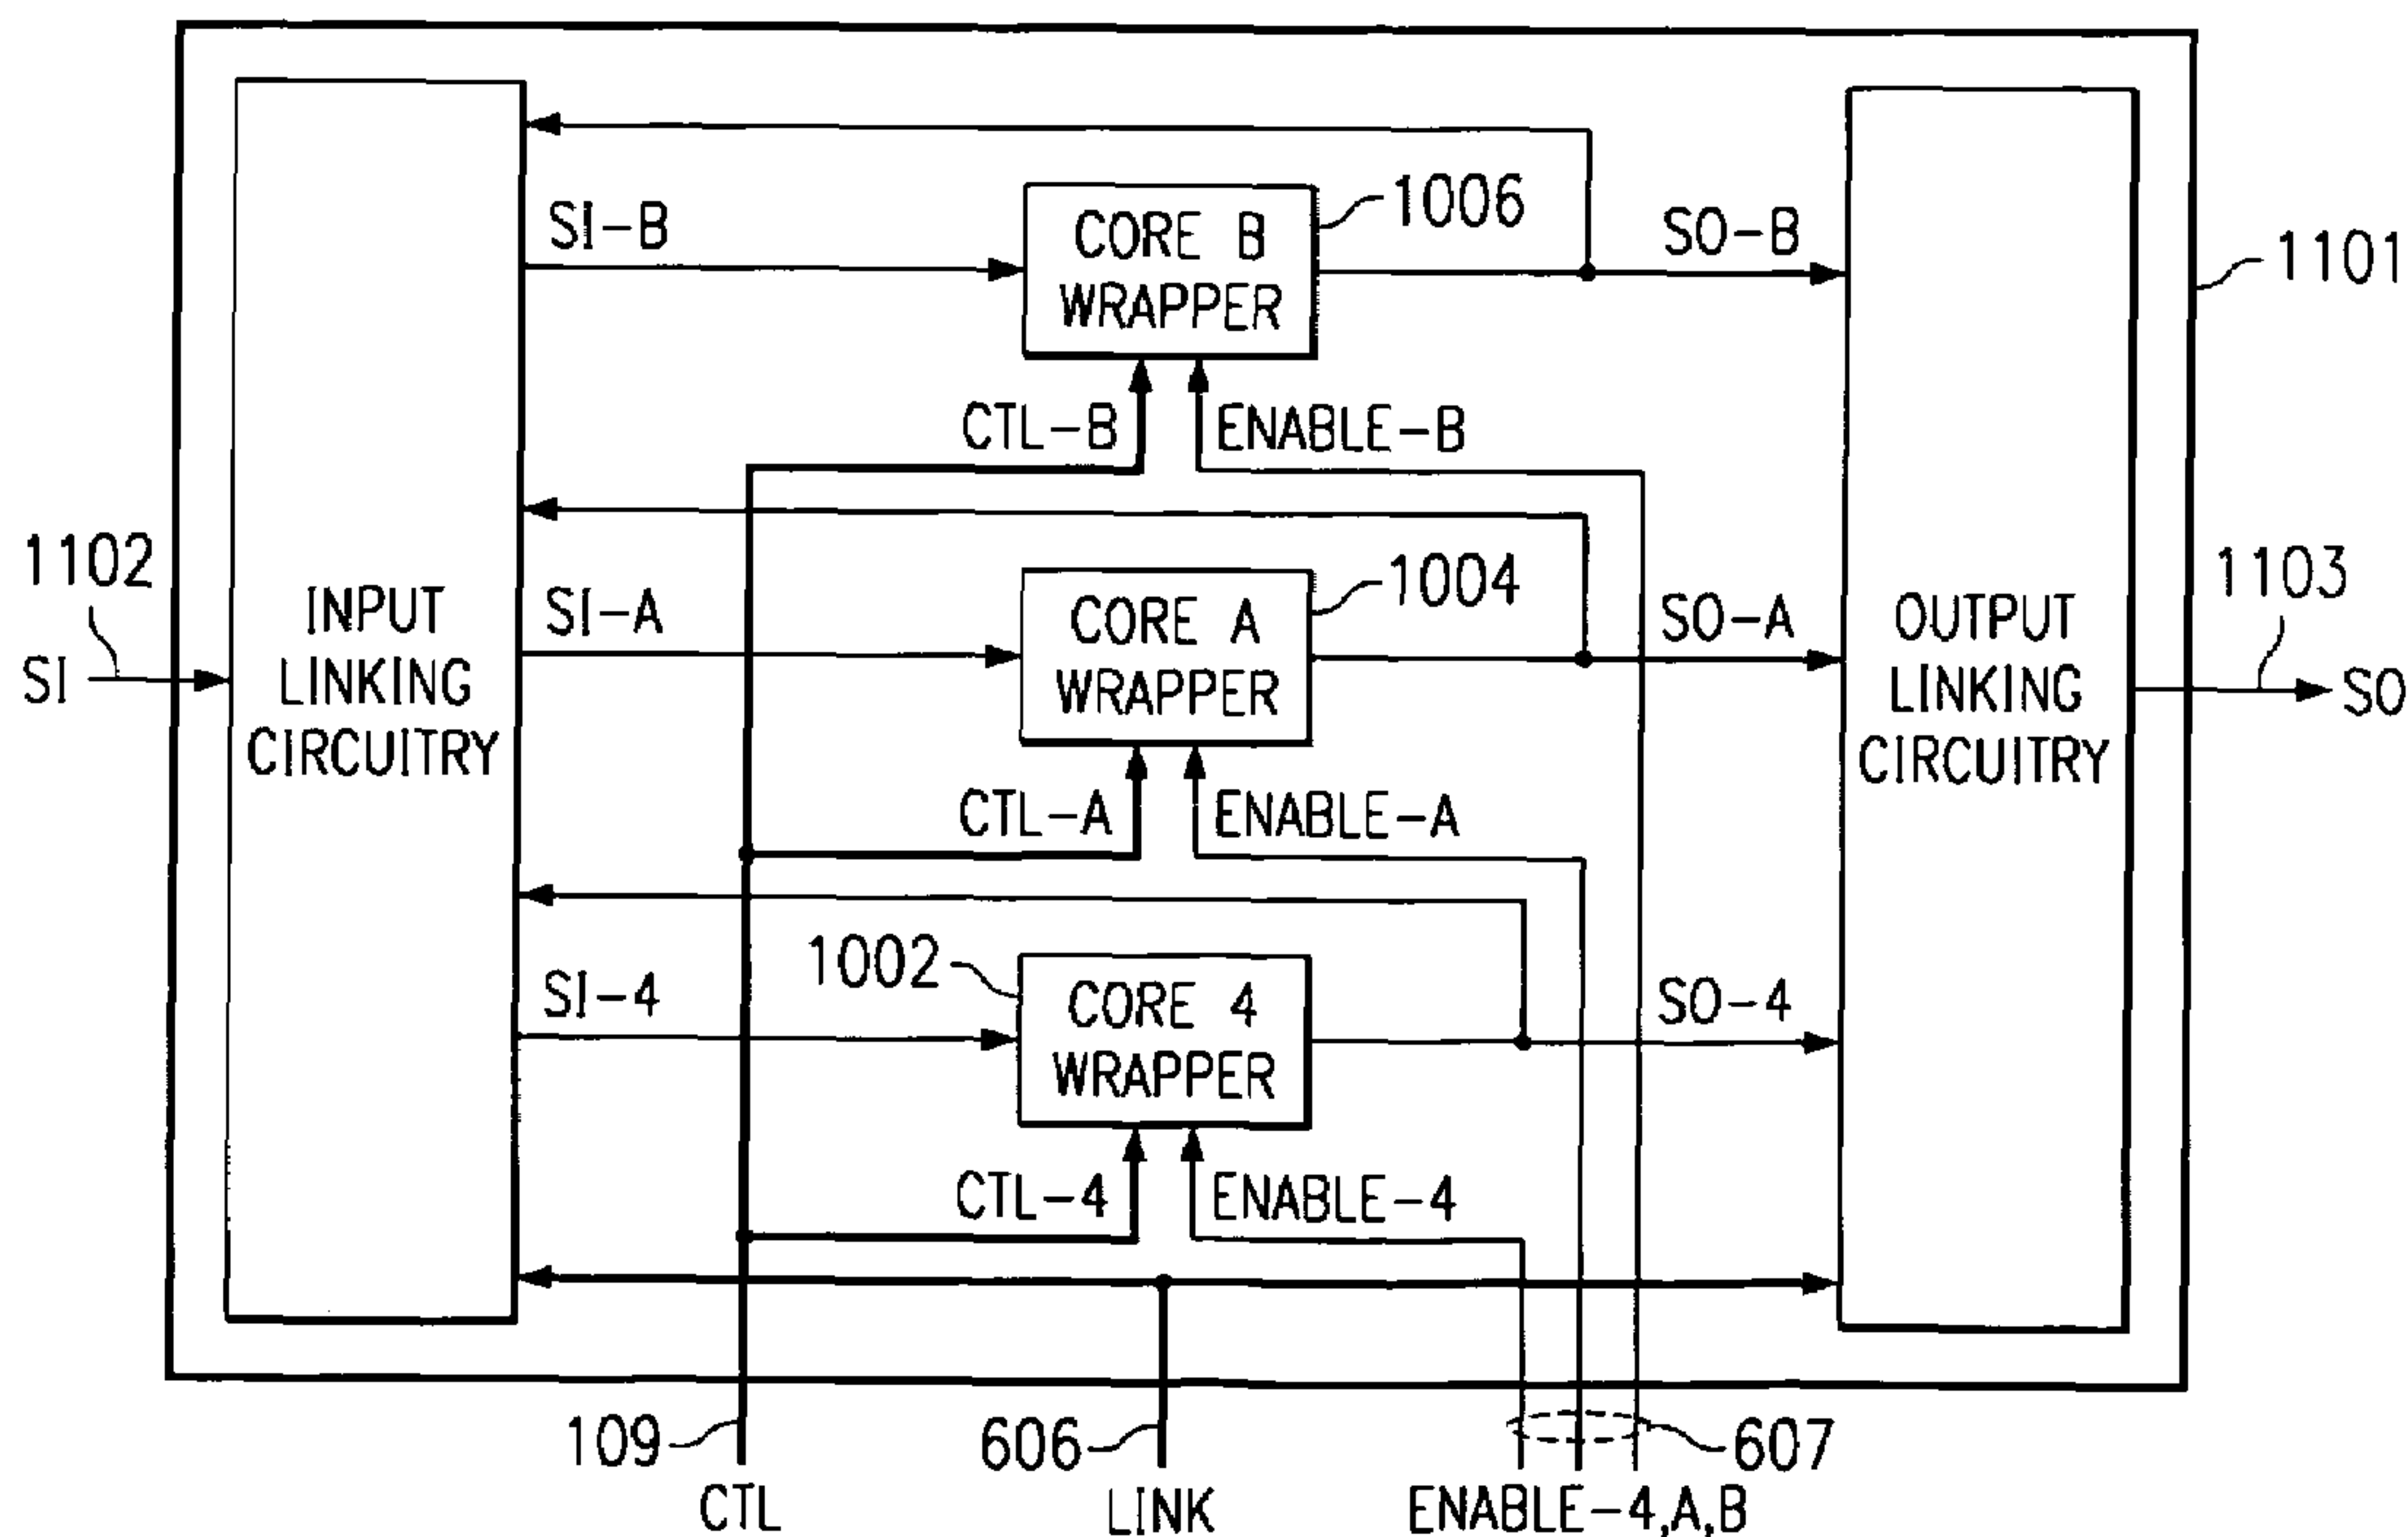 1006
SI-B
CORE B
WRAPPER
SO-B
1101
CTL-B
ENABLE-B
1102
1004
1103
SI-A
CORE A
WRAPPER
SO-A
INPUT
LINKING
CIRCUITRY
OUTPUT
LINKING
CIRCUITRY
SI
SO
CTL-A
ENABLE-A
1002
SI-4
CORE 4
WRAPPER
SO-4
CTL-4
ENABLE-4
109
606
607
CTL
LINK
ENABLE-4,A,B